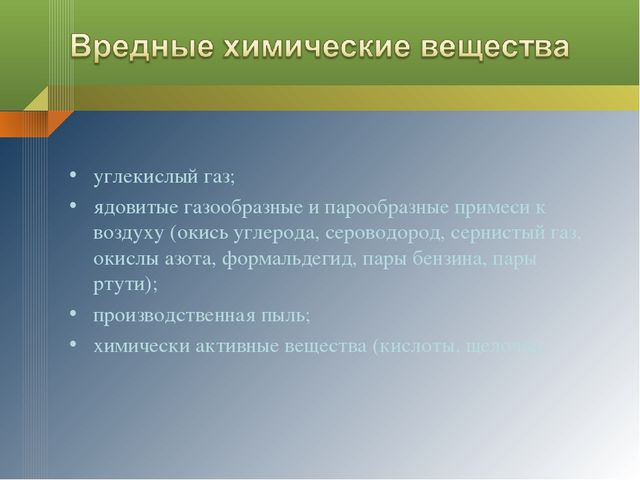 Вредные химические вещества
углекислый газ;
ядовитые газообразные и парообразные примеси к
воздуху (окись углерода, сероводород, сернистый газ,
окислы азота, формальдегид, пары бензина, пары
ртути);
производственная пыль;
химически активные вещества (кислоты,